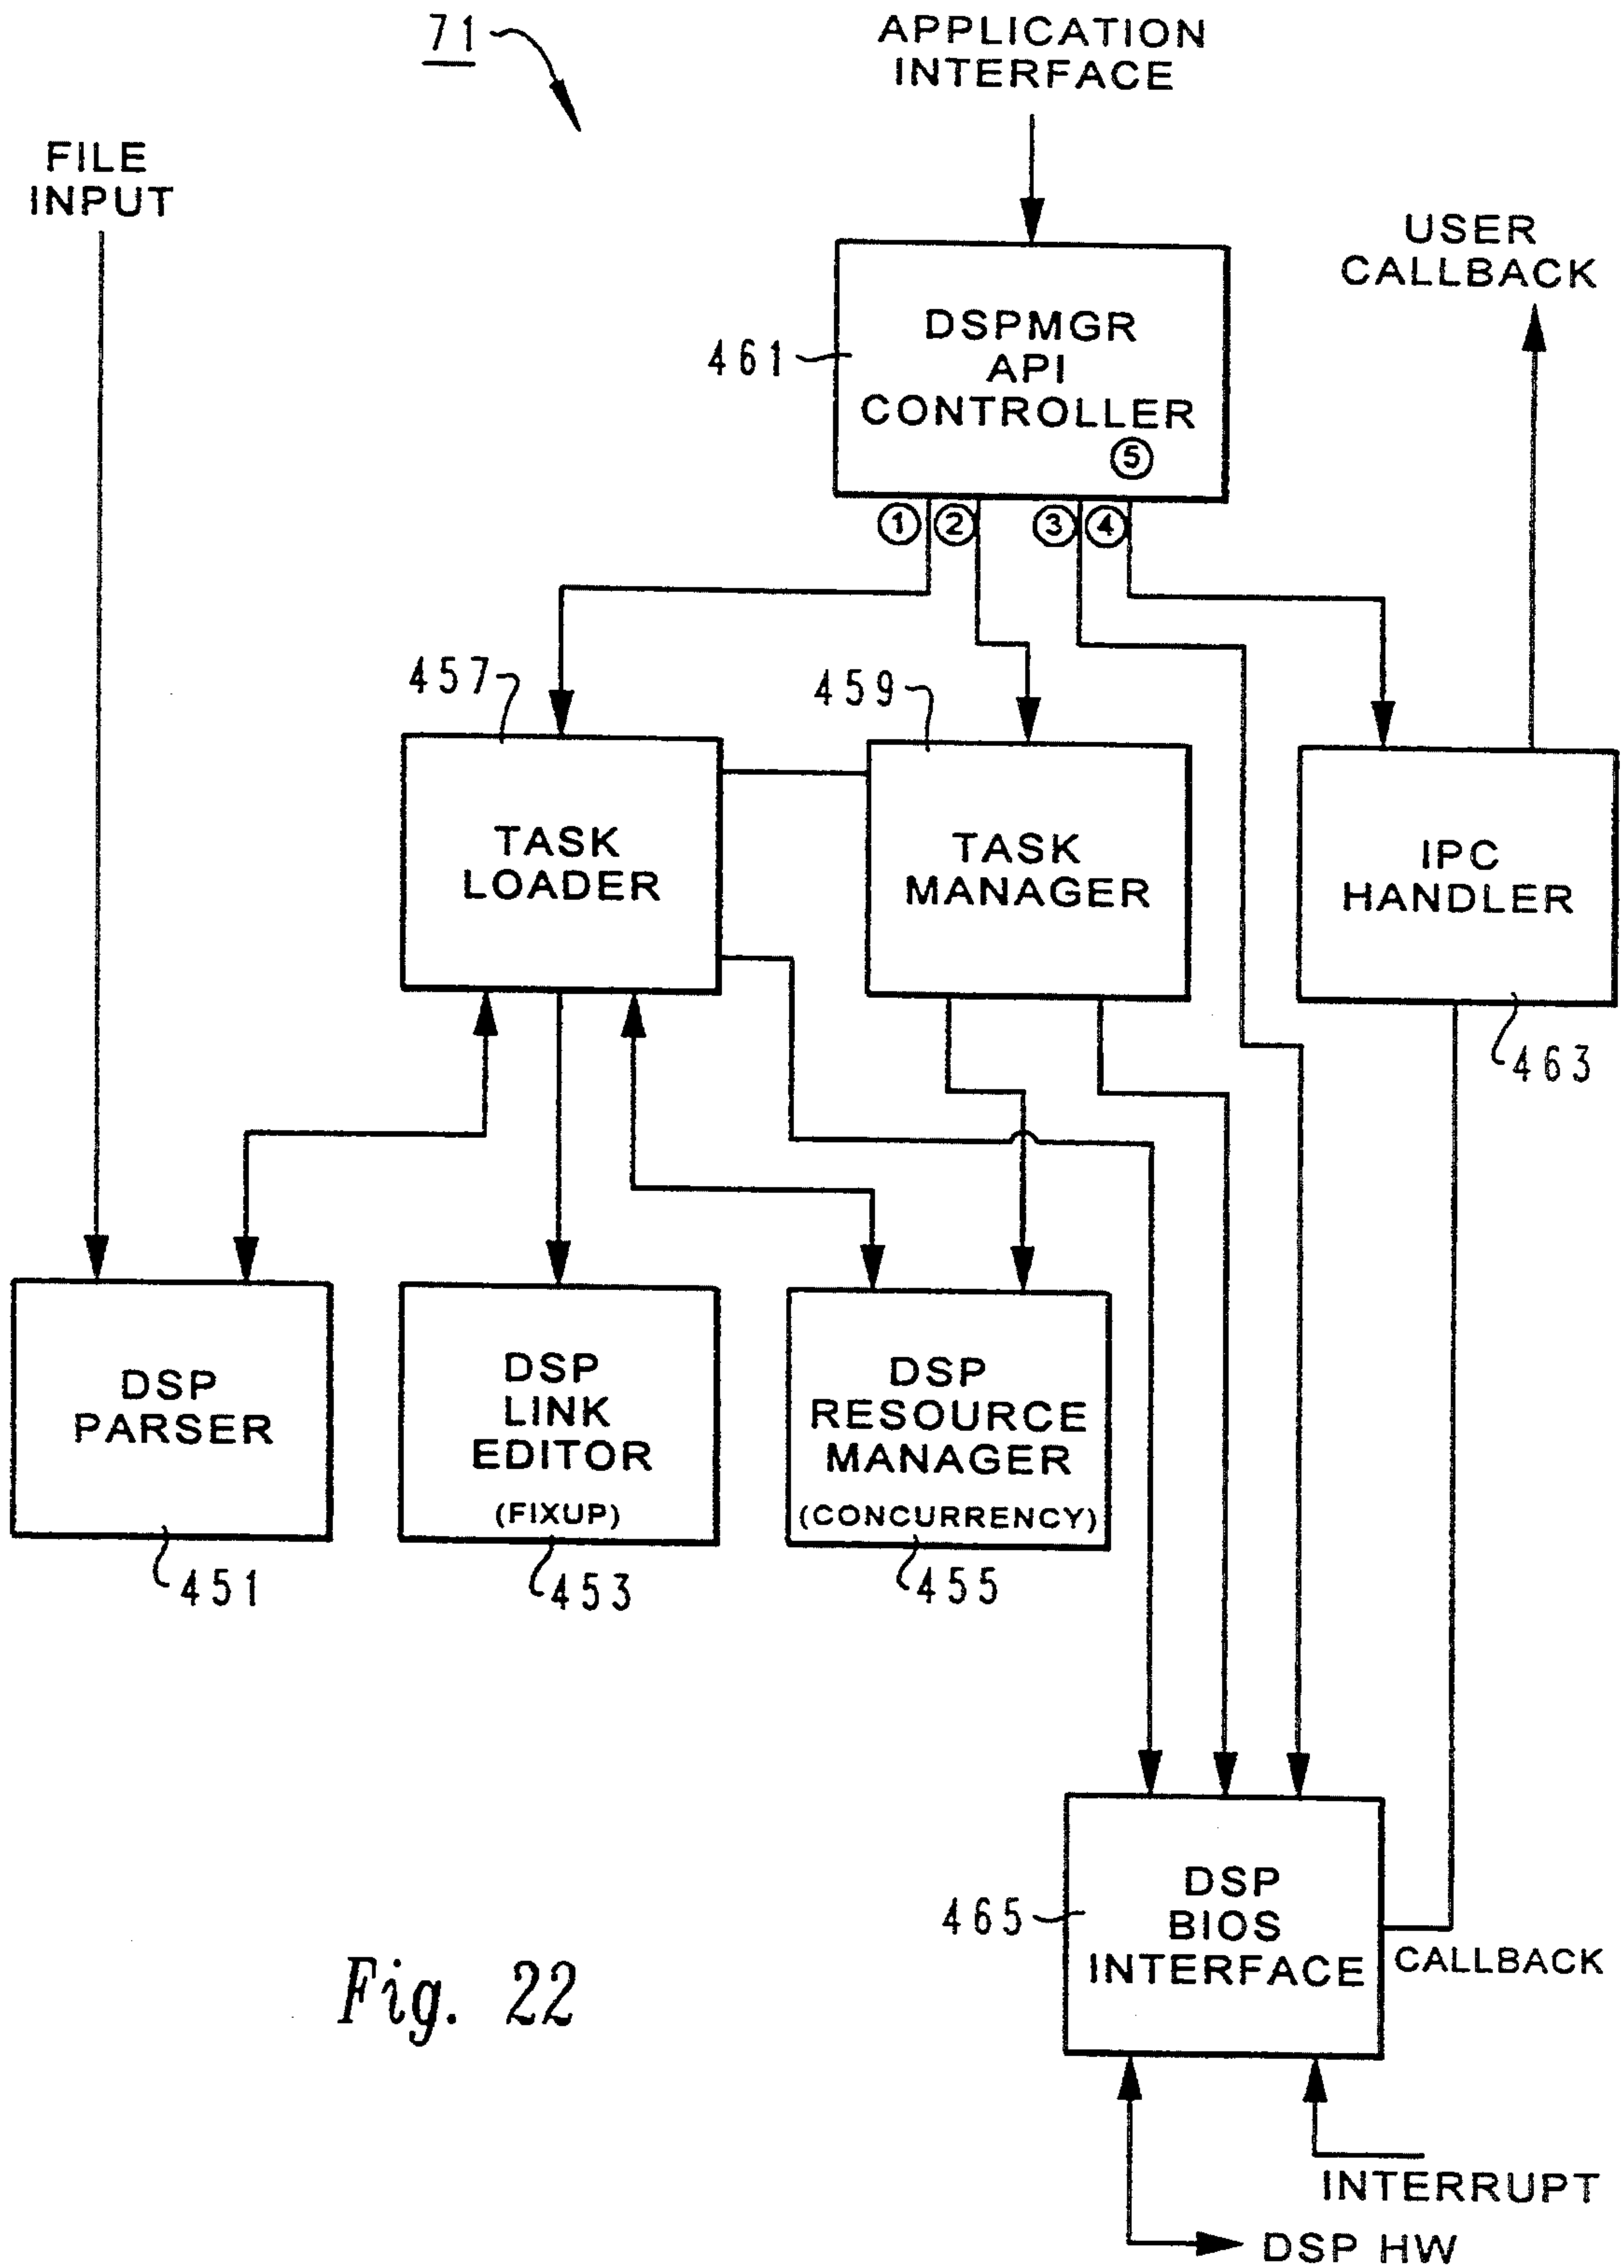 71
APPLICATION
INTERFACE
FILE
INPUT
USER
CALLBACK
DSPMGR
API
CONTROLLER
461
5
1
2
3
4
457
459
TASK
LOADER
TASK
MANAGER
IPC
HANDLER
463
DSP
PARSER
DSP
LINK
EDITOR
(FIXUP)
DSP
RESOURCE
MANAGER
(CONCURRENCY)
451
453
455
DSP
BIOS
INTERFACE
465
CALLBACK
Fig. 22
INTERRUPT
DSP HW